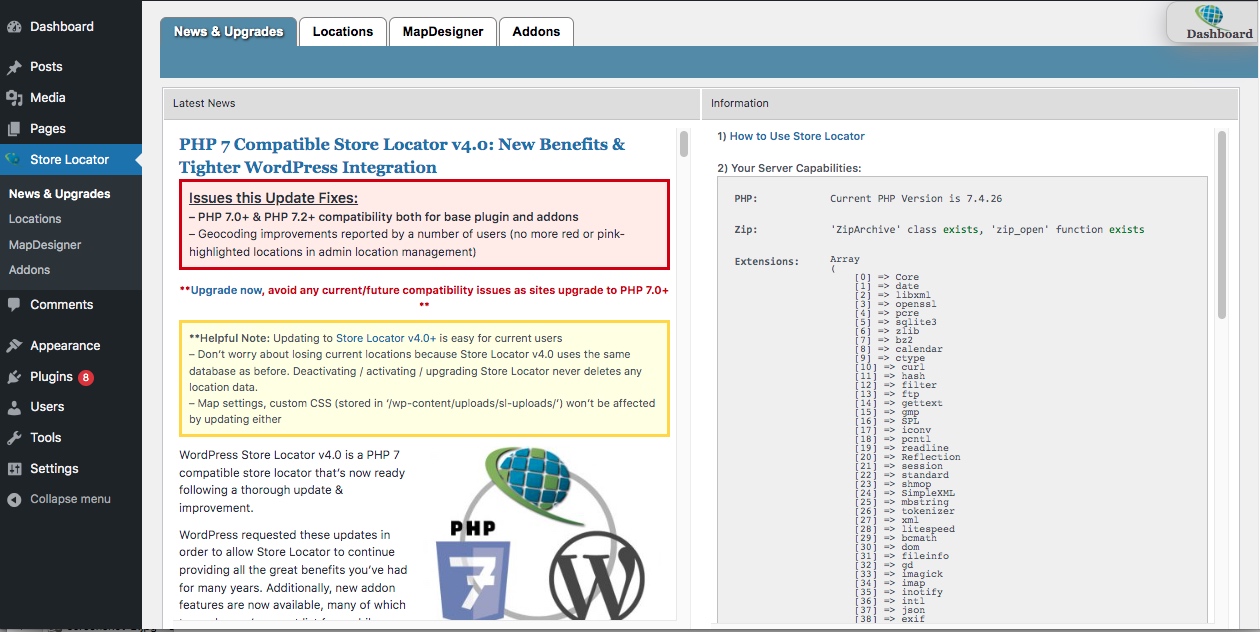 Dashboard
Posts
Media
Pages
Store Locator
News & Upgrades
Locations
MapDesigner
Addons
Comments
Appearance
Plugins 8
Users
Tools
Settings
Collapse menu
News & Upgrades
Locations
MapDesigner
Addons
Dashboard
Latest News
PHP 7 Compatible Store Locator v4.0: New Benefits &
Tighter WordPress Integration
Issues this Update Fixes:
– PHP 7.0+ & PHP 7.2+ compatibility both for base plugin and addons
– Geocoding improvements reported by a number of users (no more red or pink-
highlighted locations in admin location management)
**Upgrade now, avoid any current/future compatibility issues as sites upgrade to PHP 7.0+
**
**Helpful Note: Updating to Store Locator v4.0+ is easy for current users
– Don’t worry about losing current locations because Store Locator v4.0 uses the same
database as before. Deactivating / activating / upgrading Store Locator never deletes any
location data.
– Map settings, custom CSS (stored in ‘/wp-content/uploads/sl-uploads/’) won’t be affected
by updating either
WordPress Store Locator v4.0 is a PHP 7
compatible store locator that’s now ready
following a thorough update &
improvement.
WordPress requested these updates in
order to allow Store Locator to continue
providing all the great benefits you’ve had
for many years. Additionally, new addon
features are now available, many of which
PHP
7
W
Information
1) How to Use Store Locator
2) Your Server Capabilities:
PHP: Current PHP Version is 7.4.26
Zip: 'ZipArchive' class exists, 'zip_open' function exists
Extensions: Array
(
[0] => Core
[1] => date
[2] => libxml
[3] => openssl
[4] => pcre
[5] => sqlite3
[6] => zlib
[7] => bz2
[8] => calendar
[9] => ctype
[10] => curl
[11] => hash
[12] => filter
[13] => ftp
[14] => gettext
[15] => gmp
[16] => SPL
[17] => iconv
[18] => pcntl
[19] => readline
[20] => Reflection
[21] => session
[22] => standard
[23] => shmop
[24] => SimpleXML
[25] => mbstring
[26] => tokenizer
[27] => xml
[28] => litespeed
[29] => bcmath
[30] => dom
[31] => fileinfo
[32] => gd
[33] => imagick
[34] => imap
[35] => inotify
[36] => intl
[37] => json
[38] => exif